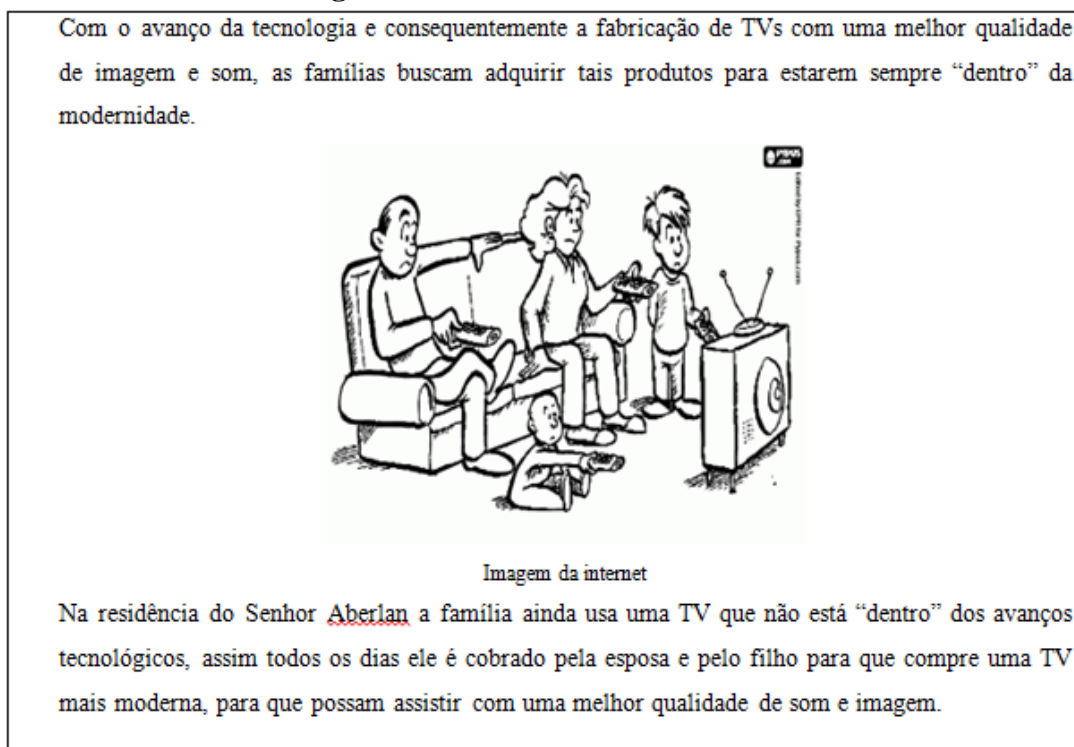 Com o avanço da tecnologia e consequentemente a fabricação de TVs com uma melhor qualidade
de imagem e som, as famílias buscam adquirir tais produtos para estarem sempre “dentro” da
modernidade.
Imagem da internet
Na residência do Senhor Aberlan a família ainda usa uma TV que não está “dentro” dos avanços
tecnológicos, assim todos os dias ele é cobrado pela esposa e pelo filho para que compre uma TV
mais moderna, para que possam assistir com uma melhor qualidade de som e imagem.